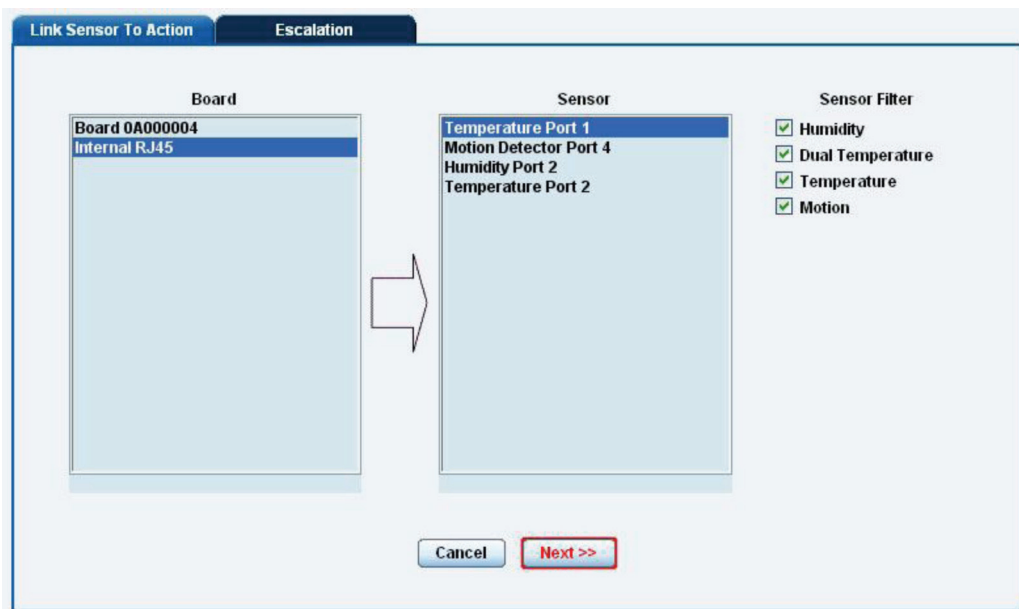 Link Sensor To Action
Escalation
Board
Board 0A000004
Internal RJ45
Sensor
Temperature Port 1
Motion Detector Port 4
Humidity Port 2
Temperature Port 2
Sensor Filter
Humidity
Dual Temperature
Temperature
Motion
Cancel
Next >>